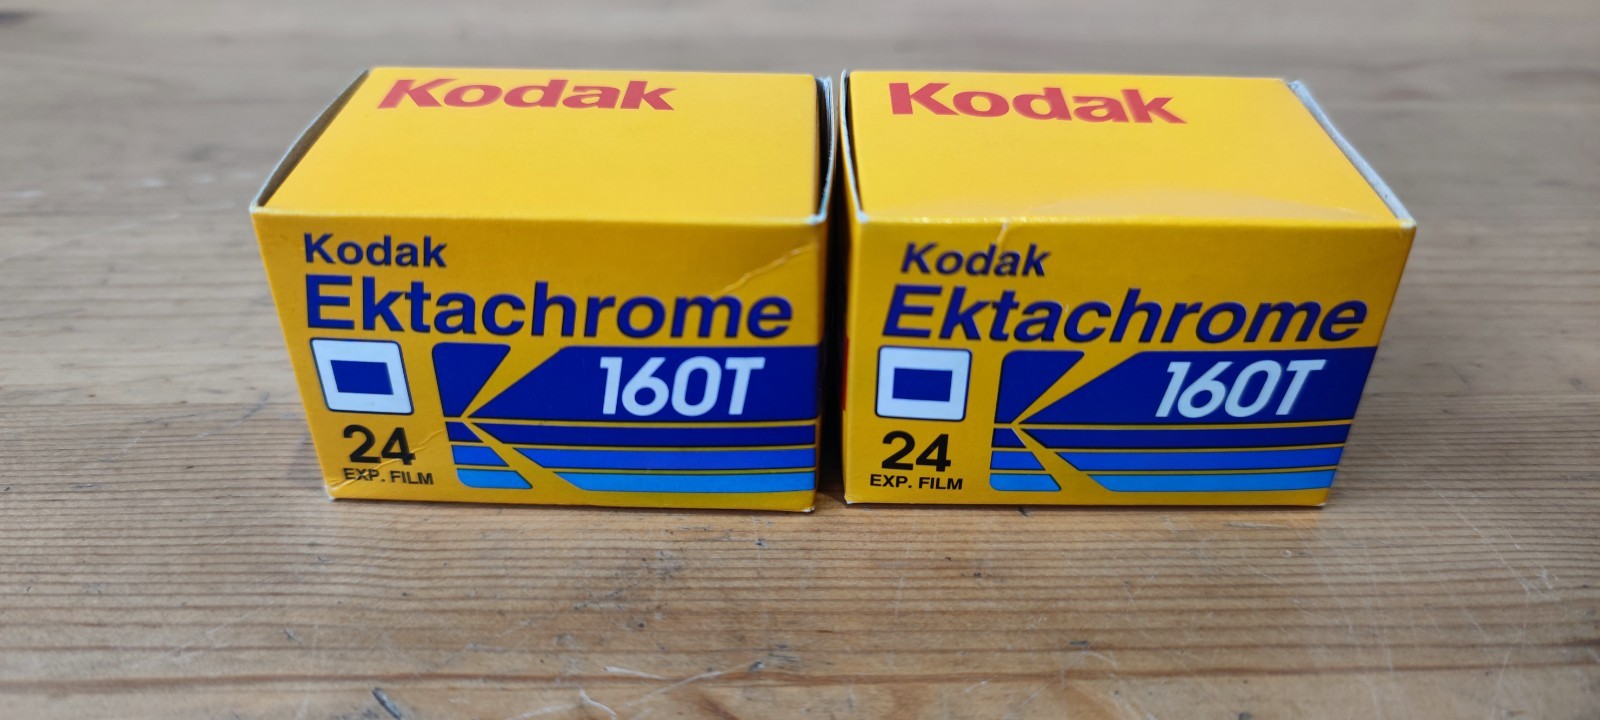 Kodak
Kodak
Ektachrome
160T
24
EXP. FILM
Kodak
Kodak
Ektachrome
160T
24
EXP. FILM